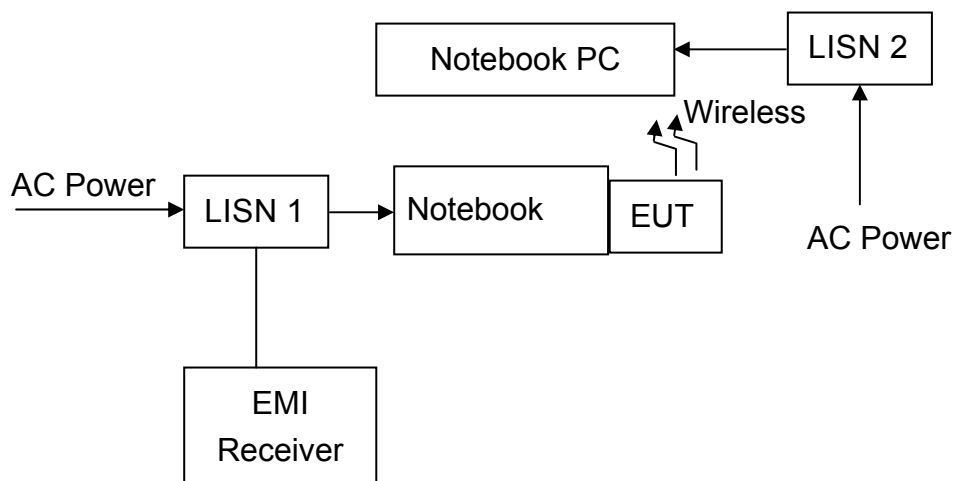 Notebook PC
LISN 2
Wireless
AC Power
LISN 1
Notebook
EUT
AC Power
EMI
Receiver